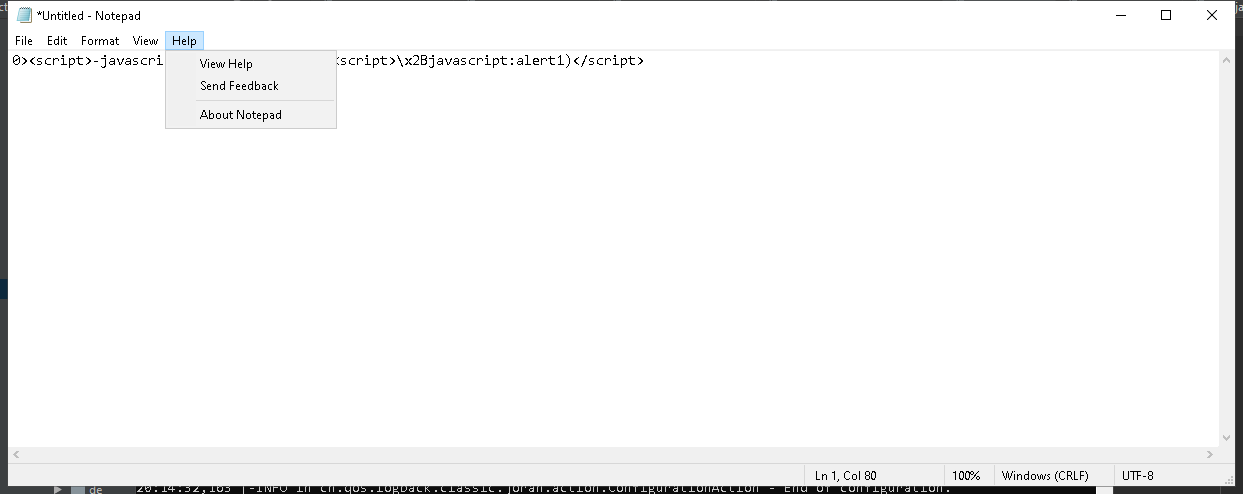 *Untitled - Notepad
File Edit Format View Help
0><script>-javascri script>\x2Bjavascript:alert1)</script>
View Help
Send Feedback
About Notepad
Ln 1, Col 80 100% Windows (CRLF) UTF-8
de 20:14:32,163 |-INFO in ch.qos.logback.classic.joran.action.ConfigurationAction - End of configuration.